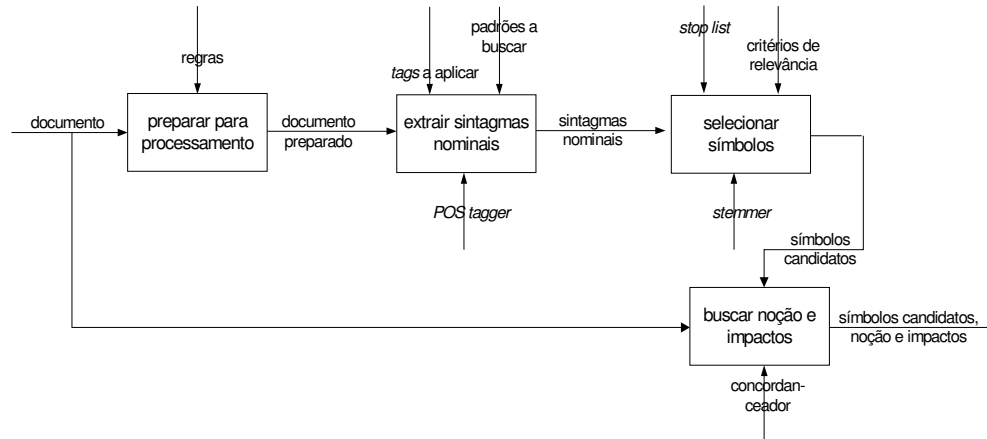 padrões a
buscar
stop list
critérios de
relevância
regras
tags a aplicar
documento
preparar para
processamento
documento
preparado
extrair sintagmas
nominais
sintagmas
nominais
selecionar
símbolos
POS tagger
stemmer
símbolos
candidatos
buscar noção e
impactos
símbolos candidatos,
noção e impactos
concordan-
ceador